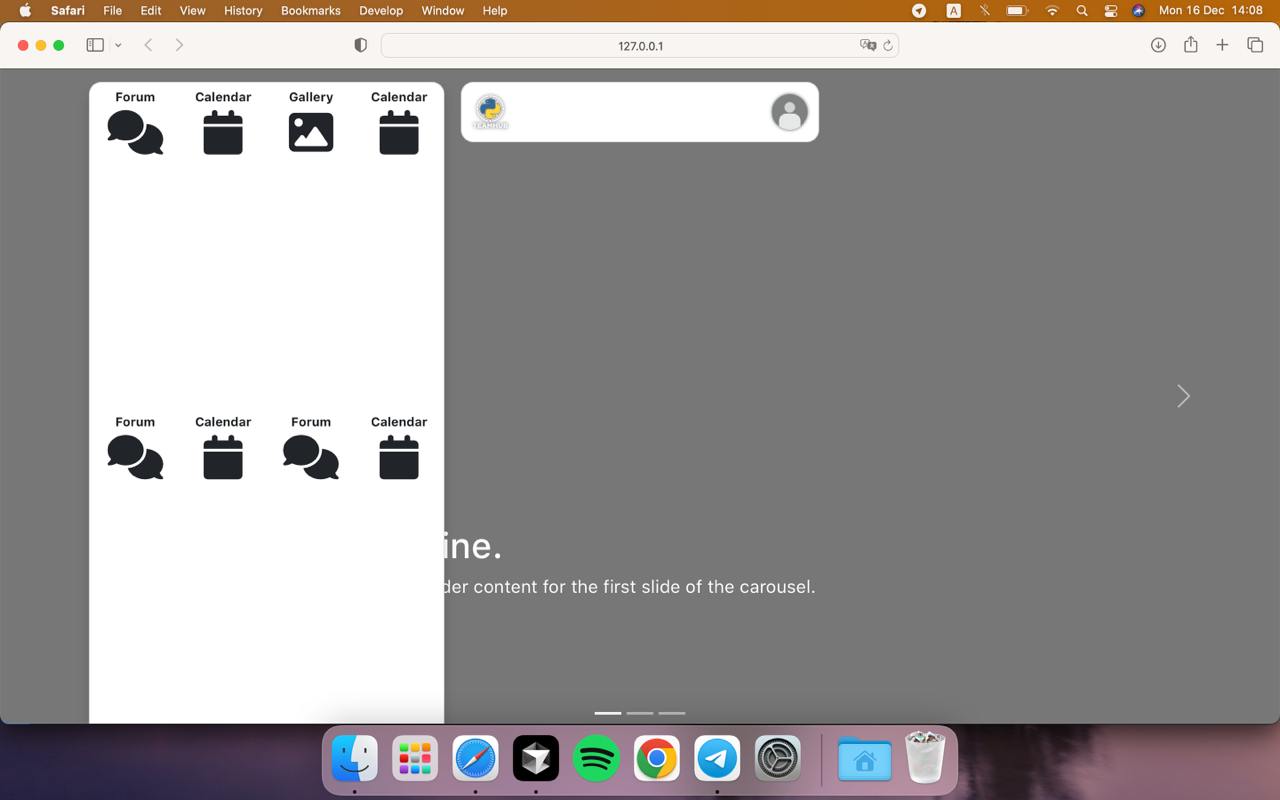 Safari File Edit View History Bookmarks Develop Window Help A Mon 16 Dec 14:08
127.0.0.1
Forum Calendar Gallery Calendar
TEAMHUB
Forum Calendar Forum Calendar
ine.
der content for the first slide of the carousel.